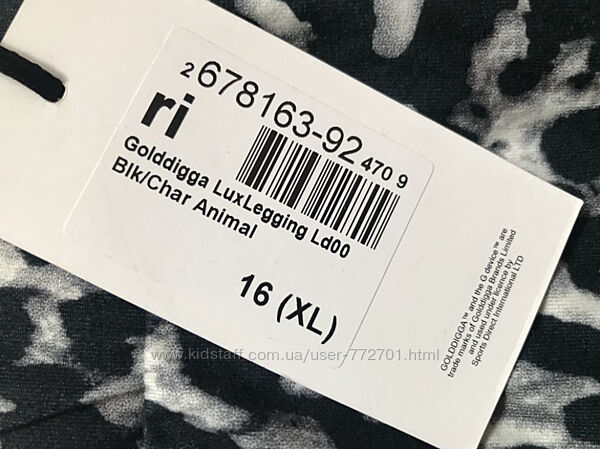 2 678163-92 470 9
ri
Golddigga LuxLegging Ld00
Blk/Char Animal
16 (XL)
GOLDDIGGA™ and the G device™ are
trade marks of Golddigga Brands Limited
and used under licence by
Sports Direct International LTD
www.kidstaff.com.ua/user-772701.html